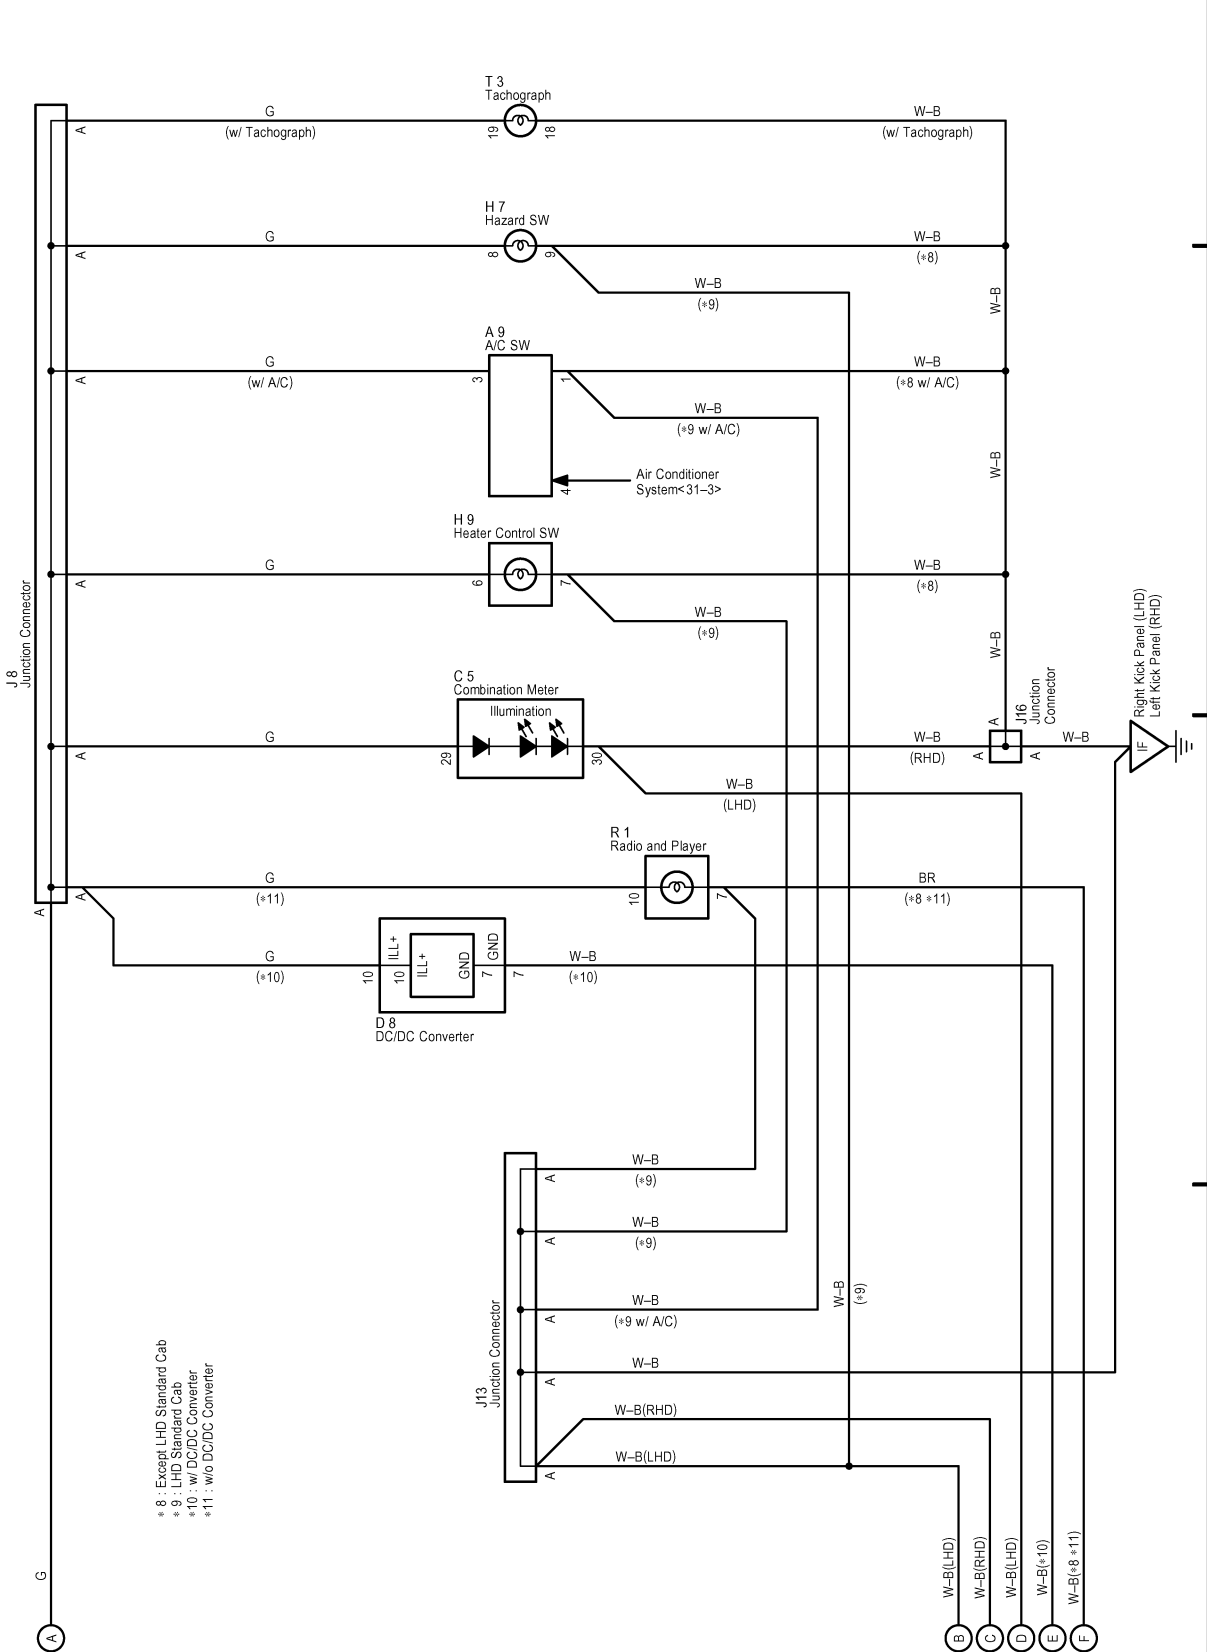 T 3
Tachograph
G
(w/ Tachograph)
A
19
18
W–B
(w/ Tachograph)
H 7
Hazard SW
G
A
8
9
W–B
(∗8)
W–B
(∗9)
W–B
A 9
A/C SW
G
(w/ A/C)
A
3
1
W–B
(∗8 w/ A/C)
W–B
(∗9 w/ A/C)
4
Air Conditioner
System<31–3>
W–B
H 9
Heater Control SW
G
A
6
7
W–B
(∗8)
W–B
(∗9)
W–B
J 8
Junction Connector
C 5
Combination Meter
Illumination
G
A
29
30
W–B
(RHD)
W–B
(LHD)
A
A
A
J16
Junction
Connector
W–B
IF
Right Kick Panel (LHD)
Left Kick Panel (RHD)
R 1
Radio and Player
A
A
G
(∗11)
10
7
BR
(∗8 ∗11)
G
(∗10)
10
ILL+
10
ILL+
GND
7
GND
7
W–B
(∗10)
D 8
DC/DC Converter
W–B
(∗9)
A
W–B
(∗9)
A
W–B
(∗9 w/ A/C)
A
W–B
(∗9)
J13
Junction Connector
W–B
A
W–B(RHD)
W–B(LHD)
A
∗ 8 : Except LHD Standard Cab
∗ 9 : LHD Standard Cab
∗10 : w/ DC/DC Converter
∗11 : w/o DC/DC Converter
G
A
W–B(LHD)
B
W–B(RHD)
C
W–B(LHD)
D
W–B(∗10)
E
W–B(∗8 ∗11)
F